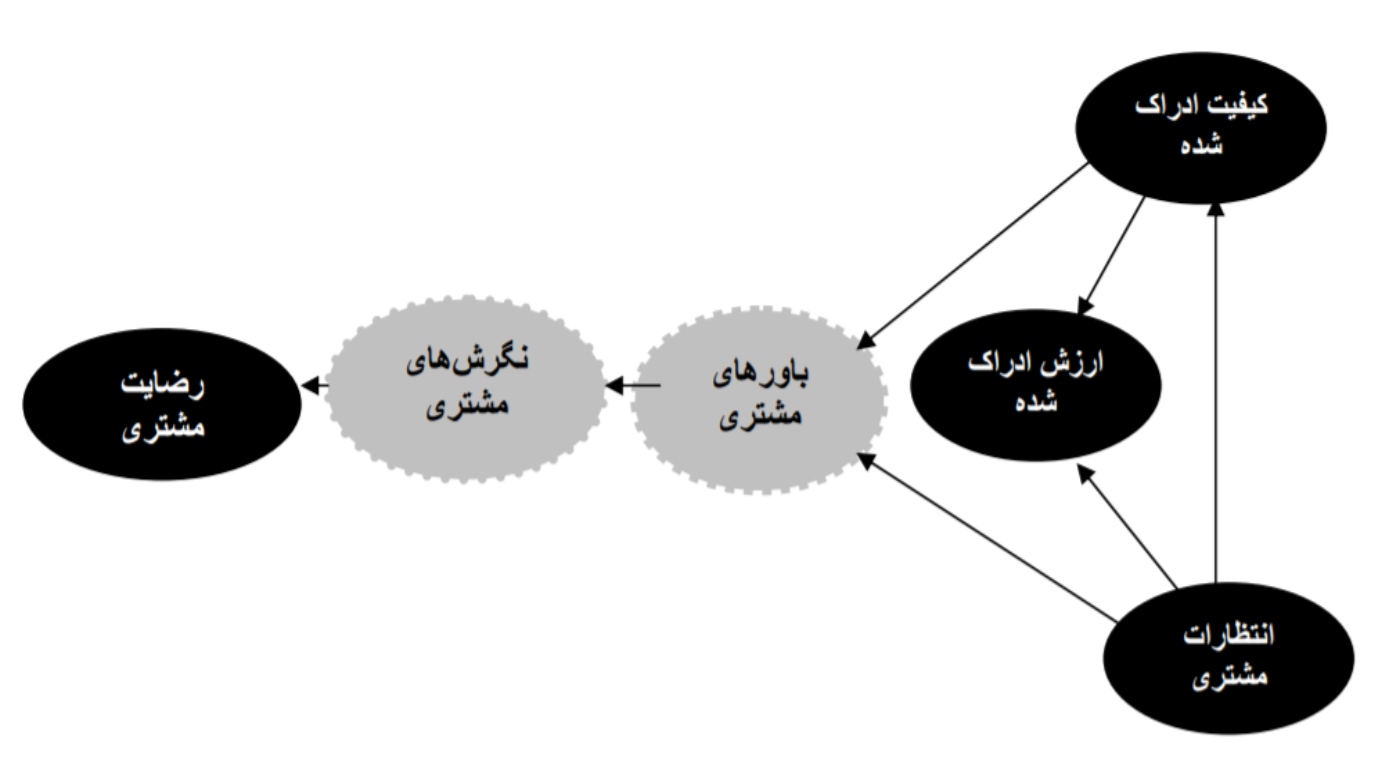 کیفیت ادراک
شده
ارزش ادراک
شده
انتظارات
مشتری
باورهای
مشتری
نگرش‌های
مشتری
رضایت
مشتری